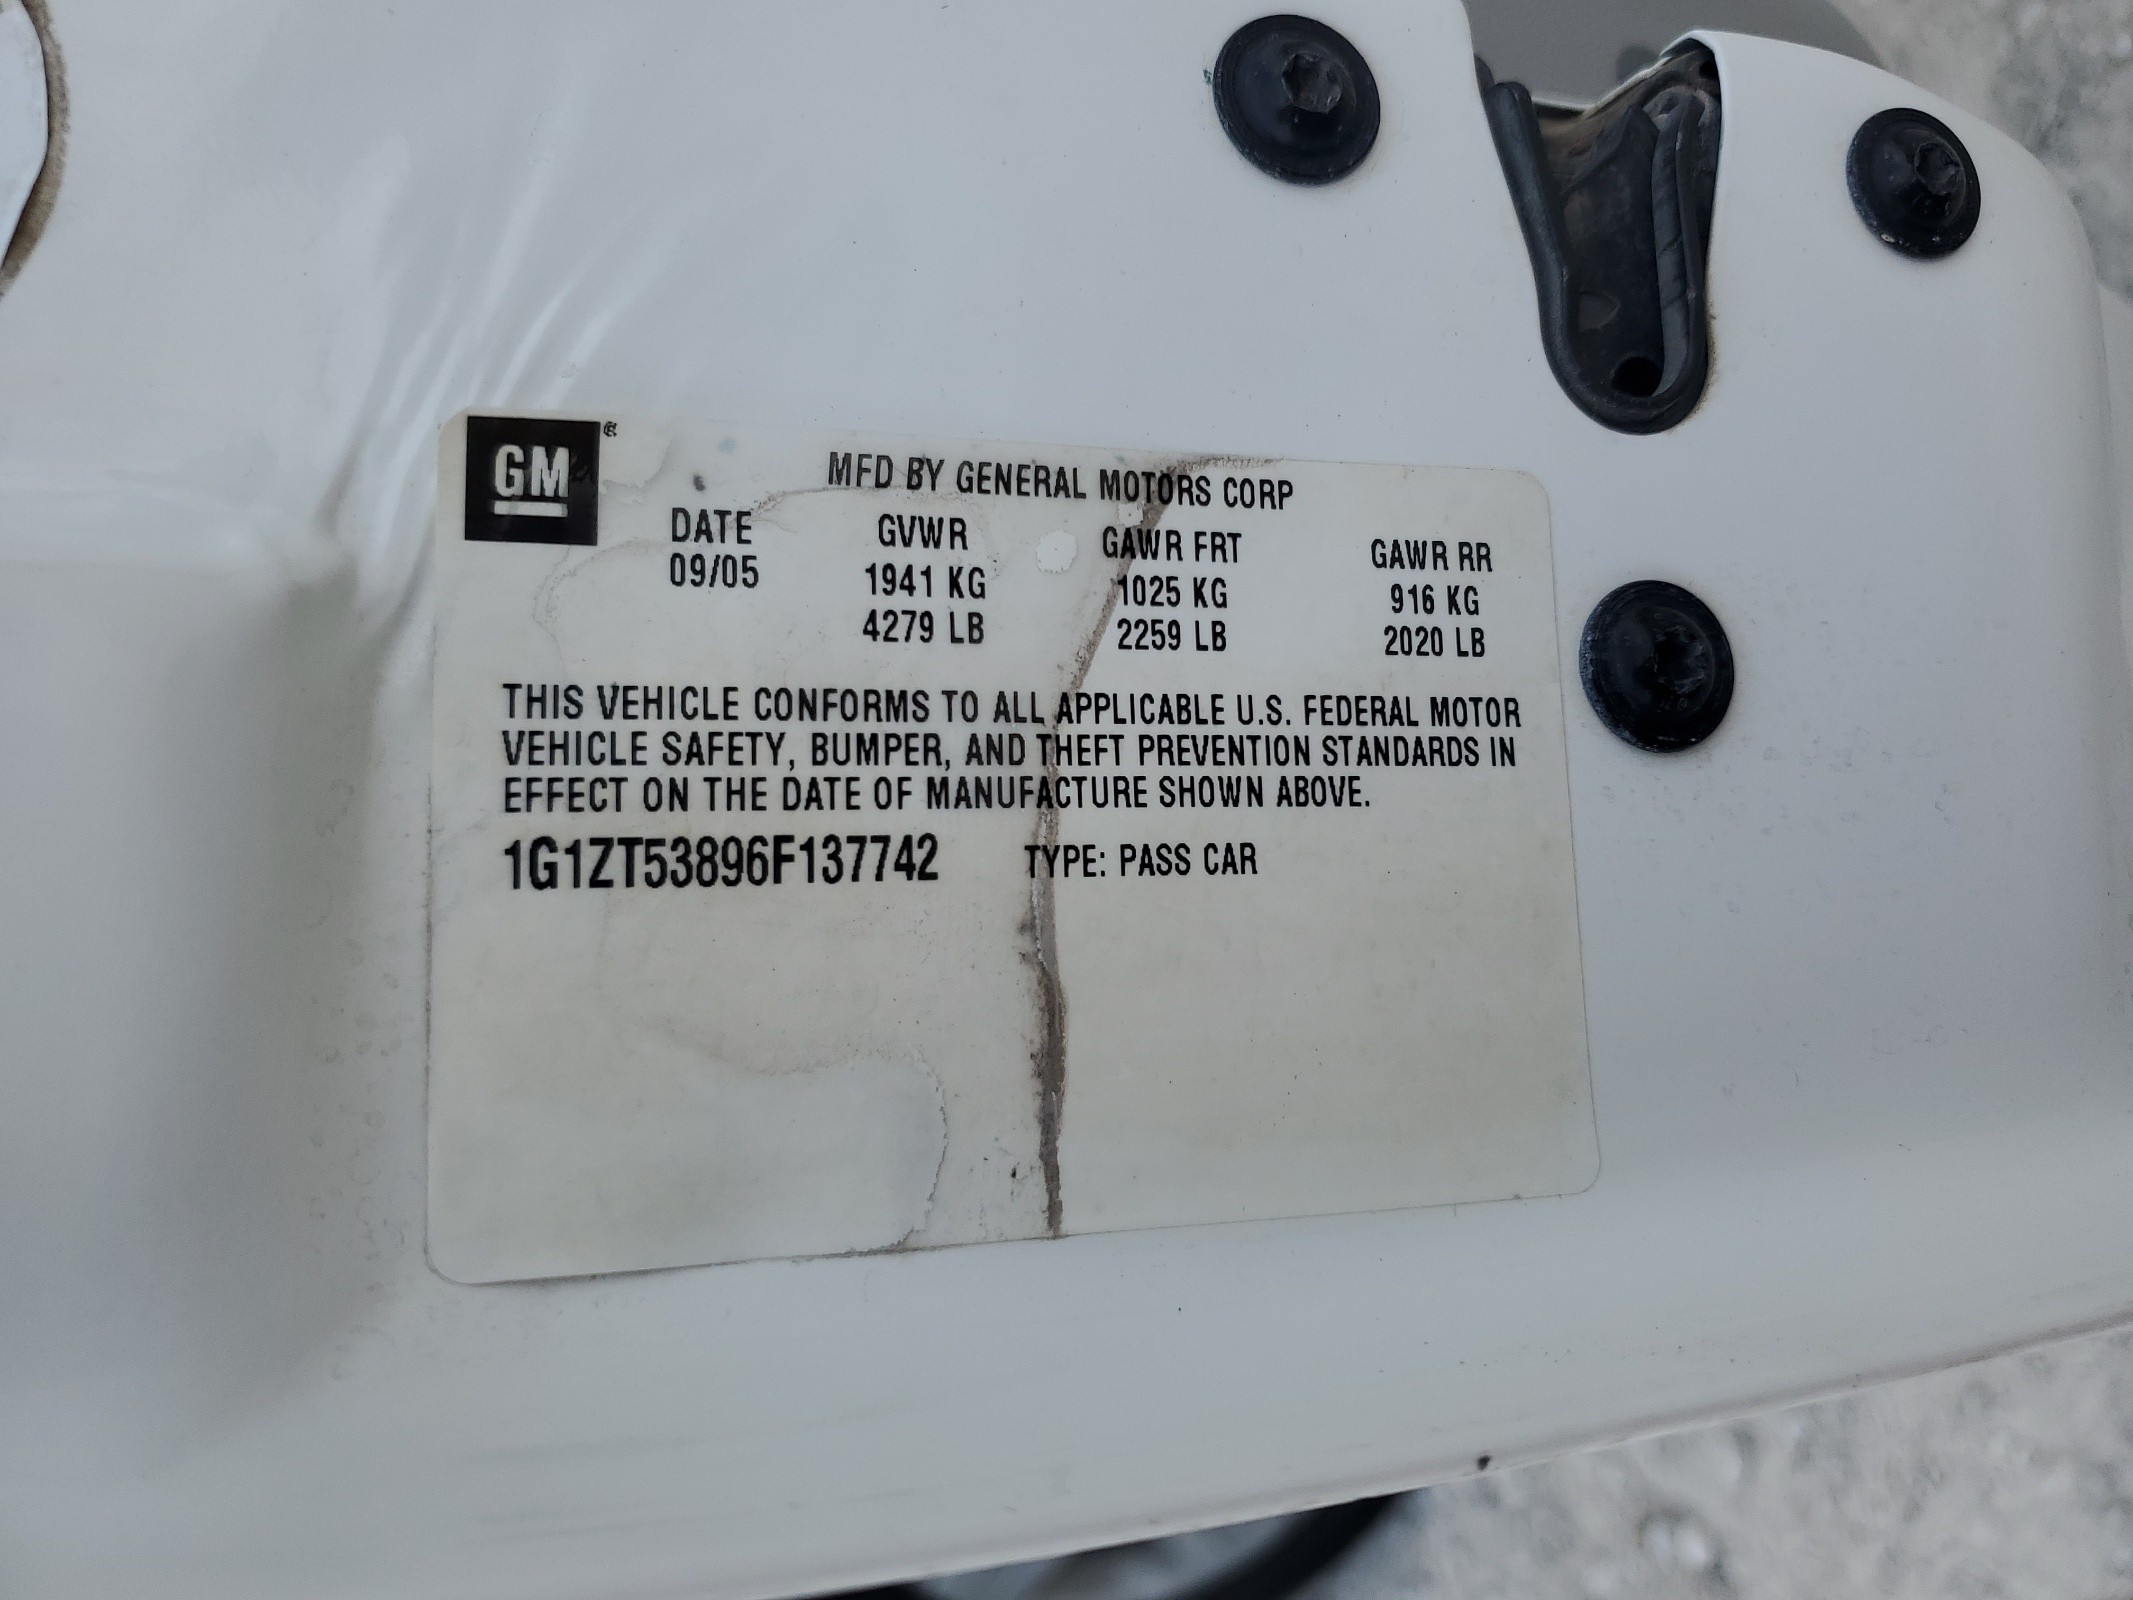 GM
MFD BY GENERAL MOTORS CORP
DATE GVWR GAWR FRT GAWR RR
09/05 1941 KG 1025 KG 916 KG
4279 LB 2259 LB 2020 LB
THIS VEHICLE CONFORMS TO ALL APPLICABLE U.S. FEDERAL MOTOR
VEHICLE SAFETY, BUMPER, AND THEFT PREVENTION STANDARDS IN
EFFECT ON THE DATE OF MANUFACTURE SHOWN ABOVE.
1G1ZT53896F137742 TYPE: PASS CAR